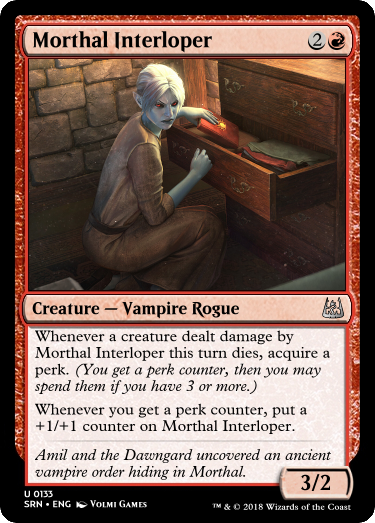 Morthal Interloper 2
Creature — Vampire Rogue
Whenever a creature dealt damage by
Morthal Interloper this turn dies, acquire a
perk. (You get a perk counter, then you may
spend them if you have 3 or more.)
Whenever you get a perk counter, put a
+1/+1 counter on Morthal Interloper.
Amil and the Dawngard uncovered an ancient
vampire order hiding in Morthal.
3/2
U 0133
SRN • ENG VOLMI GAMES
™ & © 2018 Wizards of the Coast